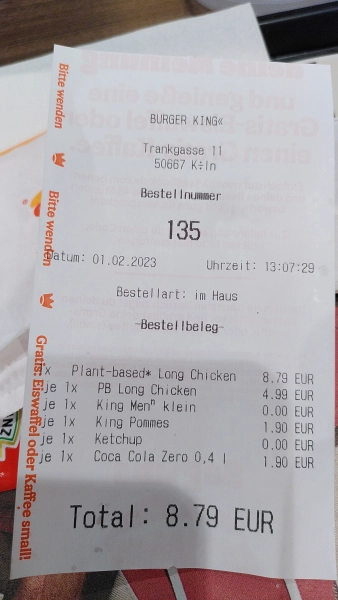 BURGER KING«
Trankgasse 11
50667 K÷ln
Bestellnummer
135
Datum: 01.02.2023 Uhrzeit: 13:07:29
Bestellart: im Haus
-Bestellbeleg-
1x Plant-based* Long Chicken 8.79 EUR
je 1x PB Long Chicken 4.99 EUR
je 1x King Menⁿ klein 0.00 EUR
je 1x King Pommes 1.90 EUR
je 1x Ketchup 0.00 EUR
je 1x Coca Cola Zero 0,4 l 1.90 EUR
Total: 8.79 EUR
Bitte wenden
Bitte wenden
Gratis: Eiswaffel oder Kaffee small!